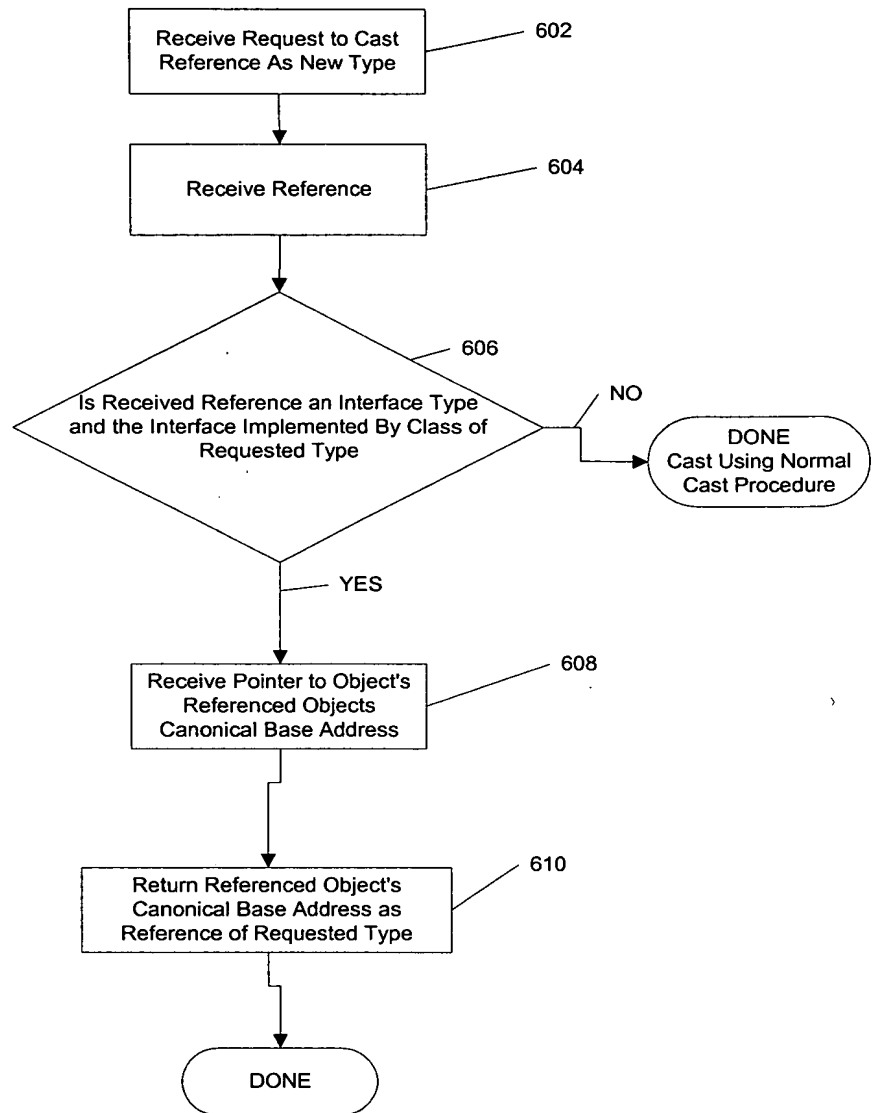 Receive Request to Cast
Reference As New Type
602
Receive Reference
604
606
Is Received Reference an Interface Type
and the Interface Implemented By Class of
Requested Type
NO
DONE
Cast Using Normal
Cast Procedure
YES
608
Receive Pointer to Object's
Referenced Objects
Canonical Base Address
610
Return Referenced Object's
Canonical Base Address as
Reference of Requested Type
DONE